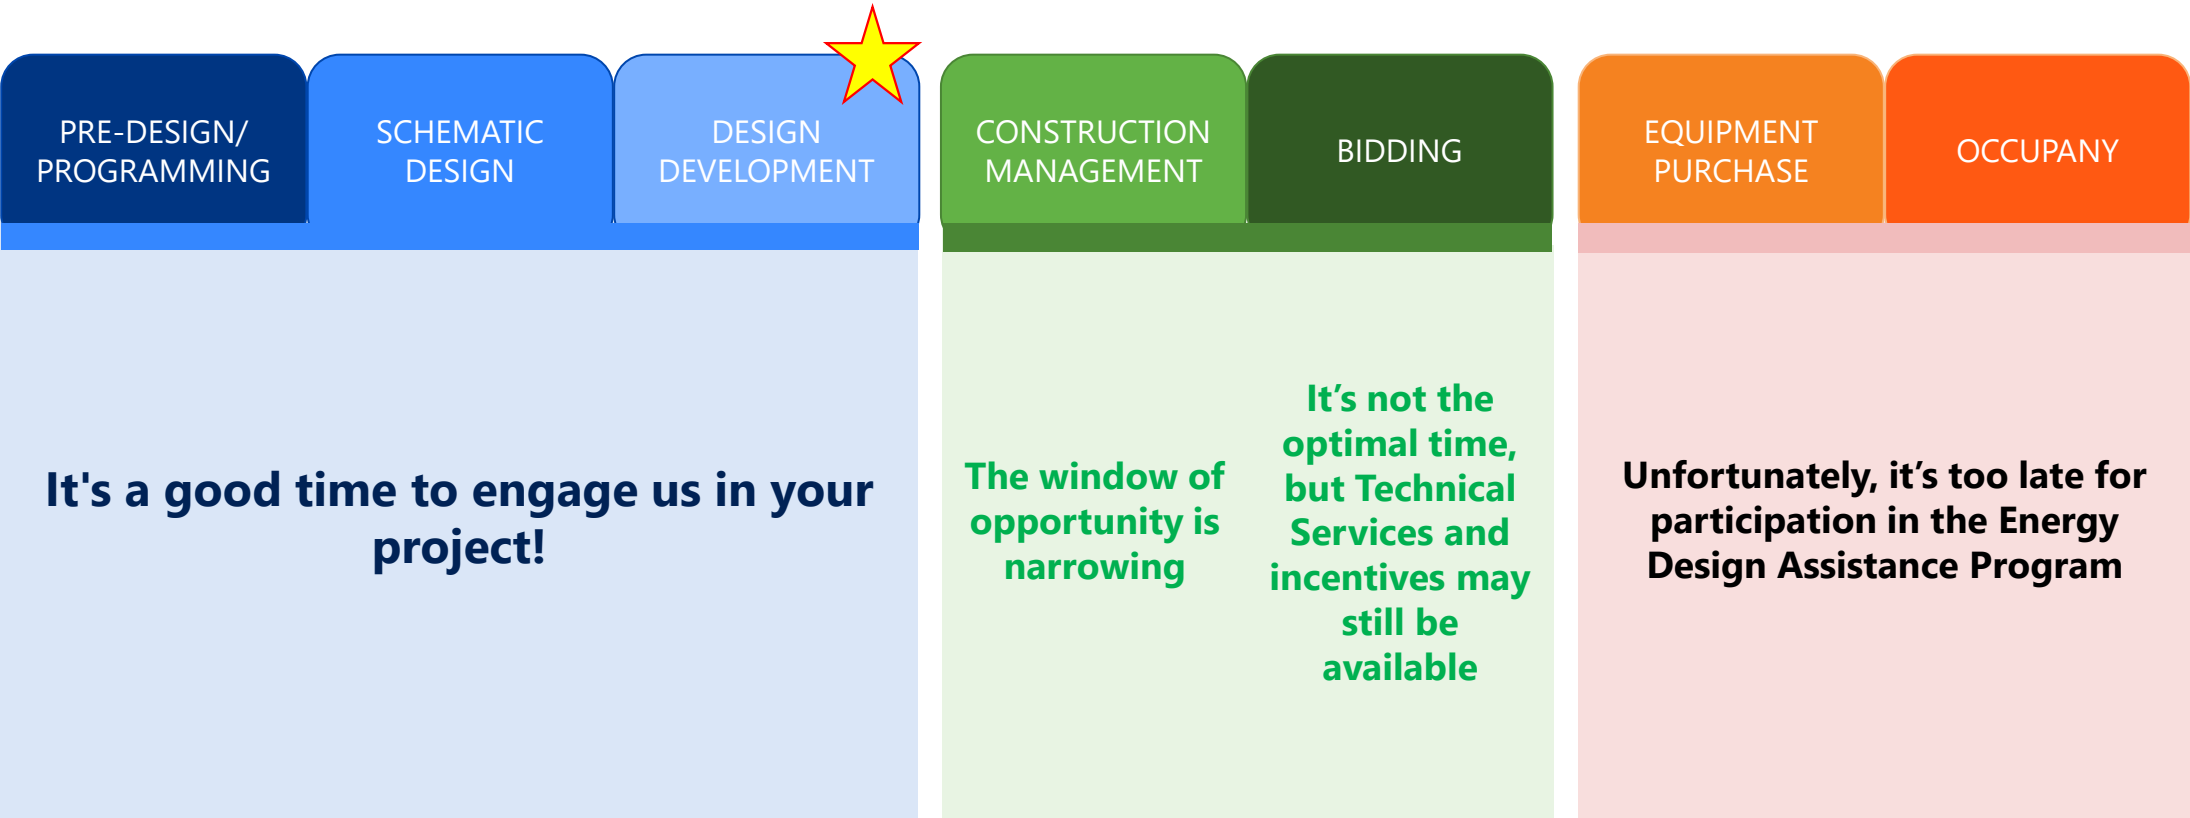 PRE-DESIGN/
PROGRAMMING
SCHEMATIC
DESIGN
DESIGN
DEVELOPMENT
CONSTRUCTION
MANAGEMENT
BIDDING
EQUIPMENT
PURCHASE
OCCUPANY
It's a good time to engage us in your
project!
The window of
opportunity is
narrowing
It’s not the
optimal time,
but Technical
Services and
incentives may
still be
available
Unfortunately, it’s too late for
participation in the Energy
Design Assistance Program